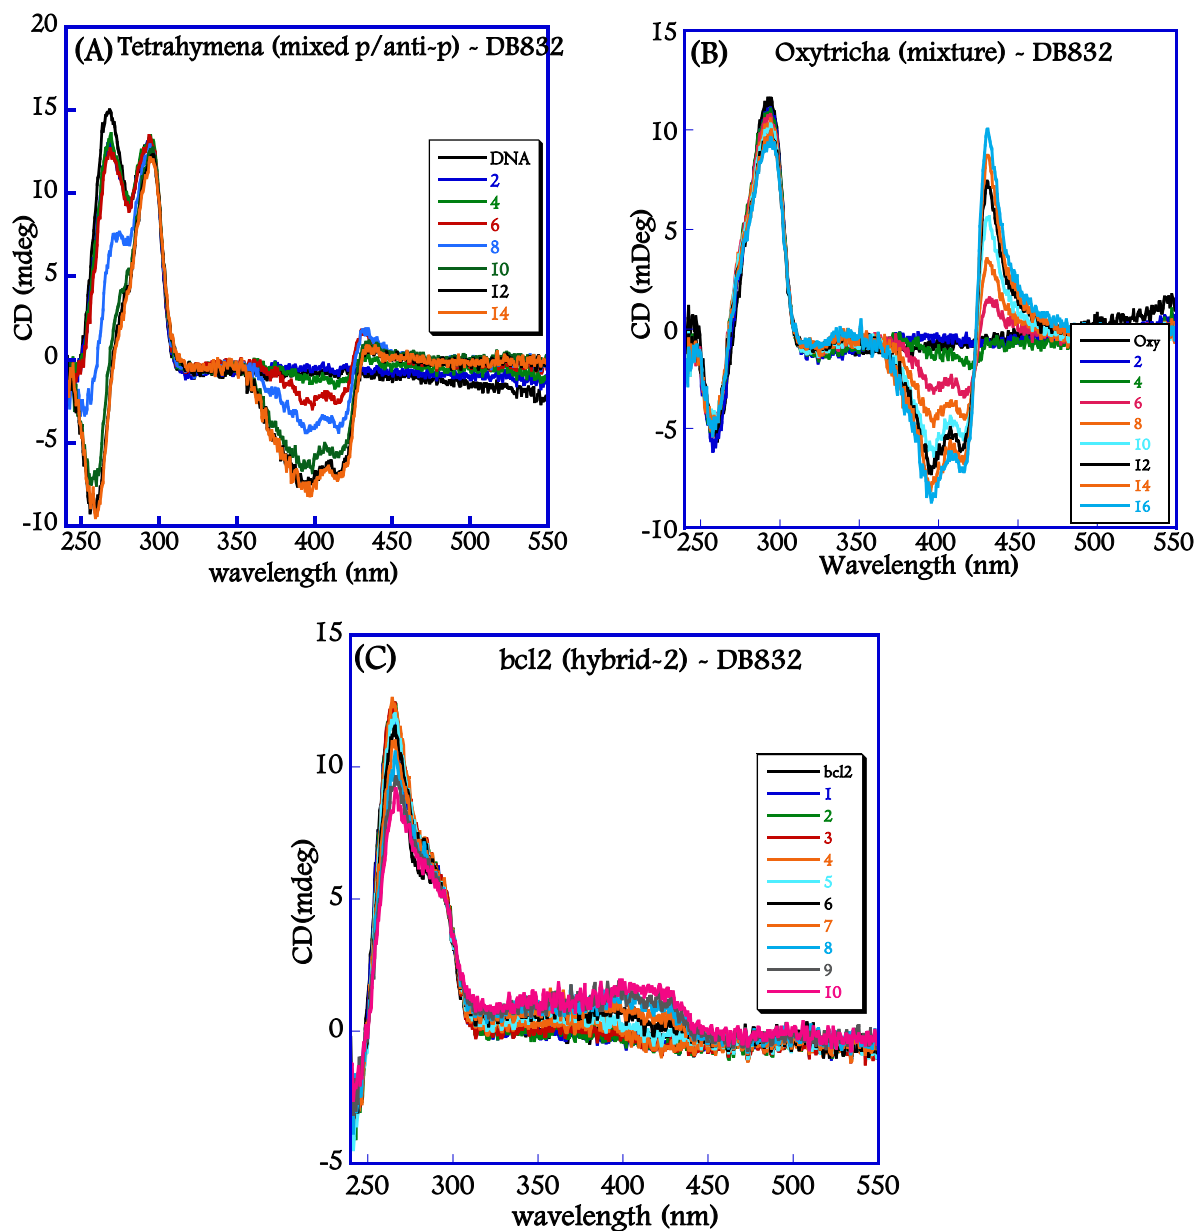 (A) Tetrahymena (mixed p/anti-p) - DB832
20
15
10
5
0
-5
-10
CD (mdeg)
DNA
2
4
6
8
10
12
14
250 300 350 400 450 500 550
wavelength (nm)
(B) Oxytricha (mixture) - DB832
15
10
5
0
-5
-10
CD (mDeg)
Oxy
2
4
6
8
10
12
14
16
250 300 350 400 450 500 550
Wavelength (nm)
(C) bcl2 (hybrid-2) - DB832
15
10
5
0
-5
CD(mdeg)
bcl2
1
2
3
4
5
6
7
8
9
10
250 300 350 400 450 500 550
wavelength (nm)